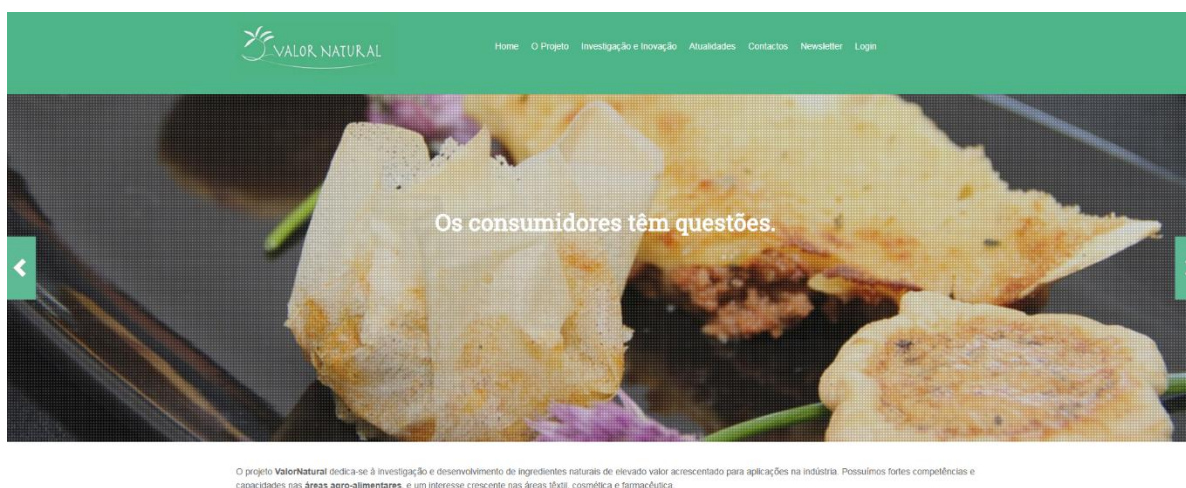 VALOR NATURAL
Home O Projeto Investigação e Inovação Atualidades Contactos Newsletter Login
Os consumidores têm questões.
O projeto ValorNatural dedica-se à investigação e desenvolvimento de ingredientes naturais de elevado valor acrescentado para aplicações na indústria. Possuímos fortes competências e
capacidades nas áreas agro-alimentares, e um interesse crescente nas áreas têxtil, cosmética e farmacêutica.